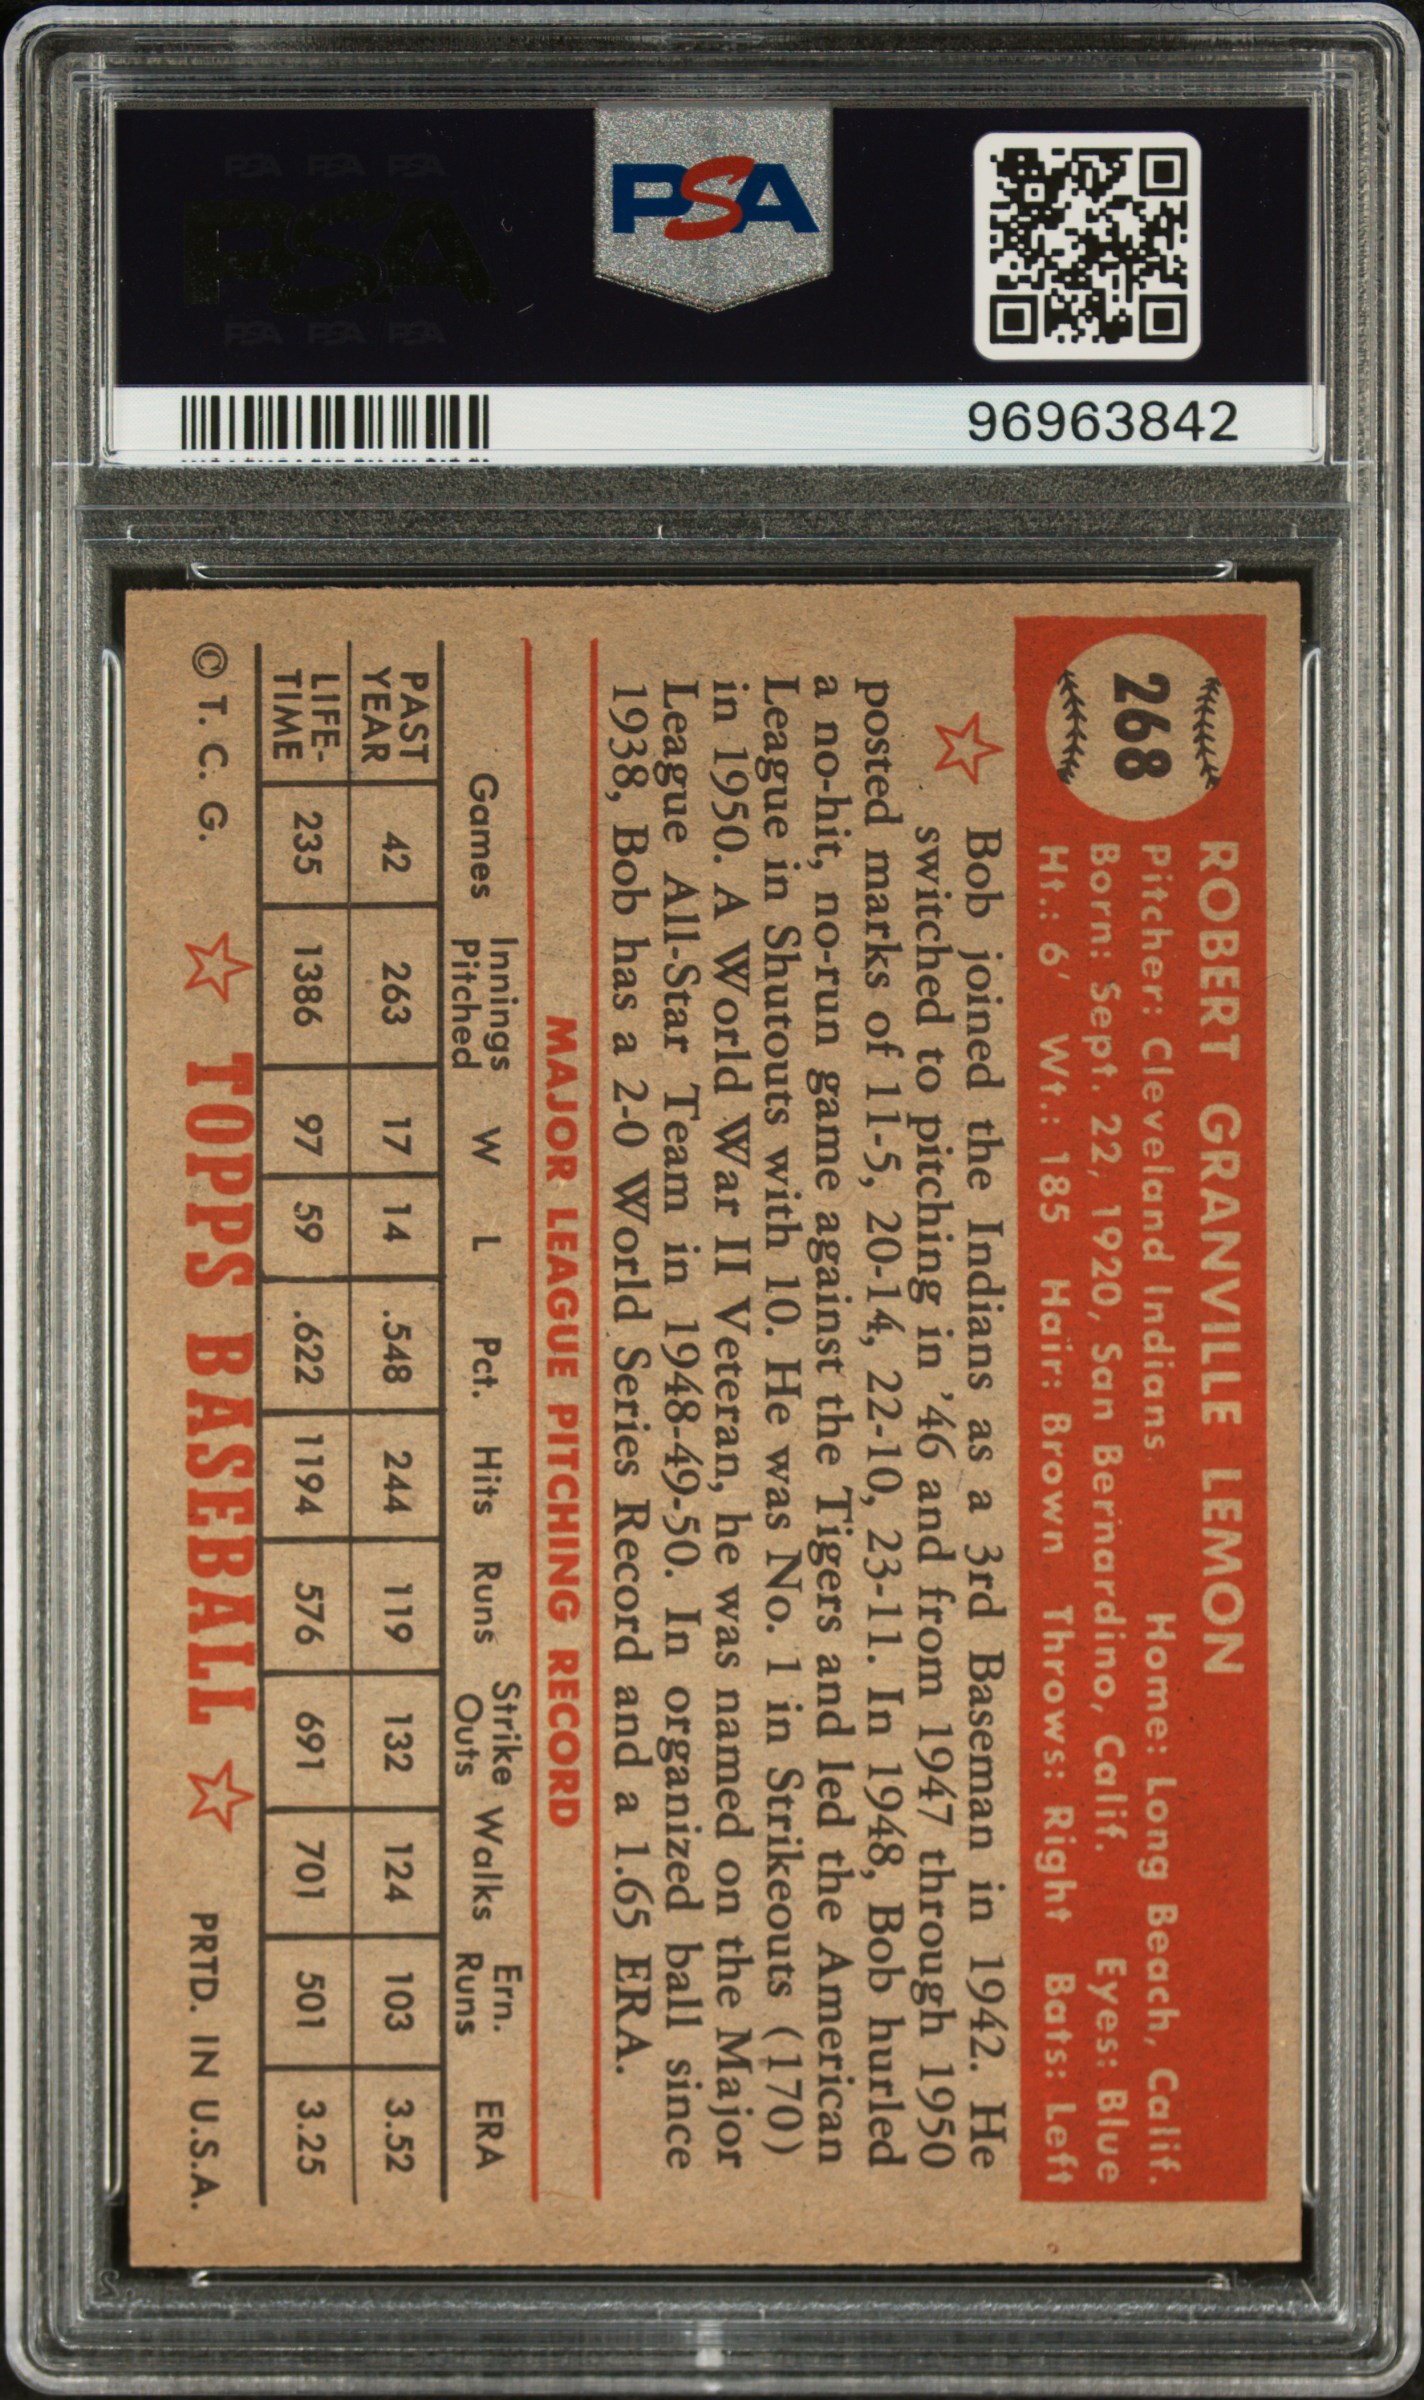 PSA PSA PSA
PSA
PSA PSA PSA
PSA
96963842
268
ROBERT GRANVILLE LEMON
Pitcher: Cleveland Indians Home: Long Beach, Calif.
Born: Sept. 22, 1920, San Bernardino, Calif. Eyes: Blue
Ht.: 6' Wt.: 185 Hair: Brown Throws: Right Bats: Left
Bob joined the Indians as a 3rd Baseman in 1942. He
switched to pitching in '46 and from 1947 through 1950
posted marks of 11-5, 20-14, 22-10, 23-11. In 1948, Bob hurled
a no-hit, no-run game against the Tigers and led the American
League in Shutouts with 10. He was No. 1 in Strikeouts (170)
in 1950. A World War II Veteran, he was named on the Major
League All-Star Team in 1948-49-50. In organized ball since
1938, Bob has a 2-0 World Series Record and a 1.65 ERA.
MAJOR LEAGUE PITCHING RECORD
Games Innings Pitched W L Pct. Hits Runs Strike Outs Walks Ern. Runs ERA
PAST YEAR 42 263 17 14 .548 244 119 132 124 103 3.52
LIFE-TIME 235 1386 97 59 .622 1194 576 691 701 501 3.25
© T. C. G. TOPPS BASEBALL PRTD. IN U.S.A.